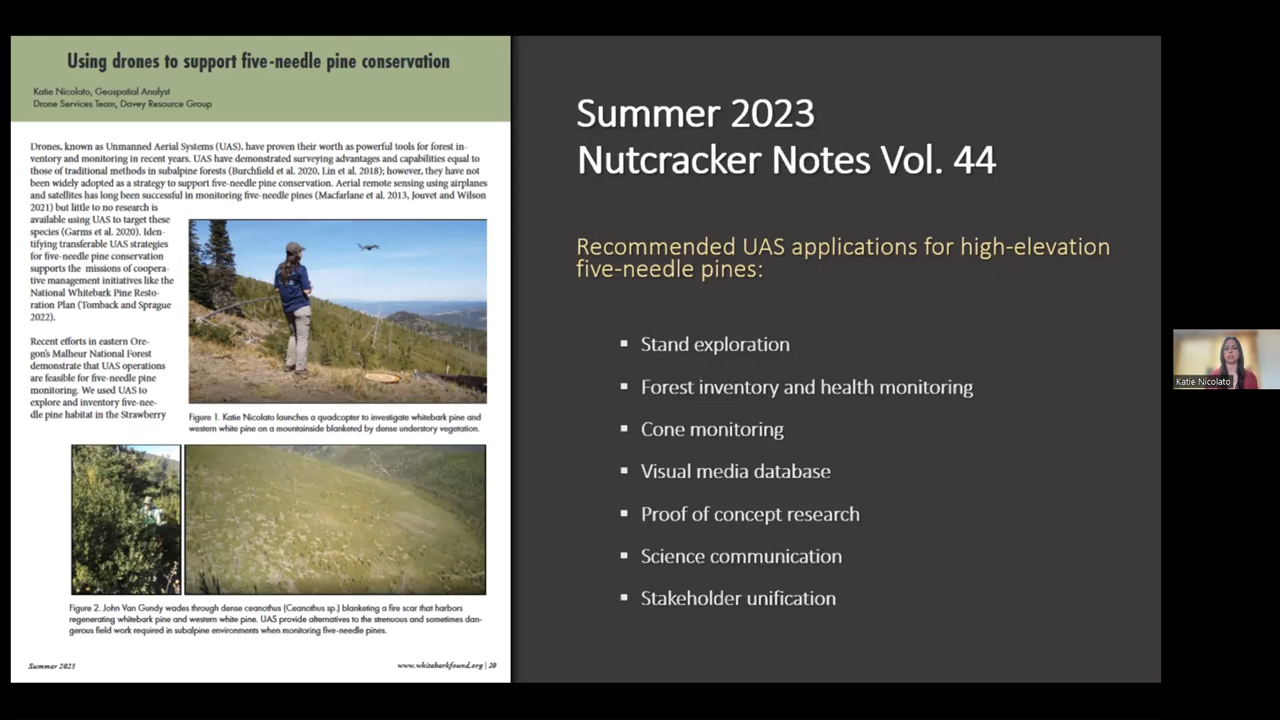 Using drones to support five-needle pine conservation
Katie Nicolato, Geospatial Analyst
Drone Services Team, Davey Resource Group
Drones, known as Unmanned Aerial Systems (UAS), have proven their worth as powerful tools for forest in-
ventory and monitoring in recent years. UAS have demonstrated surveying advantages and capabilities equal to
those of traditional methods in subalpine forests (Burchfield et al. 2020, Lin et al. 2018); however, they have not
been widely adopted as a strategy to support five-needle pine conservation. Aerial remote sensing using airplanes
and satellites has long been successful in monitoring five-needle pines (Macfarlane et al. 2013, Jouvet and Wilson
2021) but little to no research is
available using UAS to target these
species (Garms et al. 2020). Iden-
tifying transferable UAS strategies
for five-needle pine conservation
supports the missions of coopera-
tive management initiatives like the
National Whitebark Pine Resto-
ration Plan (Tomback and Sprague
2022).
Recent efforts in eastern Ore-
gon's Malheur National Forest
demonstrate that UAS operations
are feasible for five-needle pine
monitoring. We used UAS to
explore and inventory five-nee-
dle pine habitat in the Strawberry
Figure 1. Katie Nicolato launches a quadcopter to investigate whitebark pine and
western white pine on a mountainside blanketed by dense understory vegetation.
Figure 2. John Van Gundy wades through dense ceanothus (Ceanothus sp.) blanketing a fire scar that harbors
regenerating whitebark pine and western white pine. UAS provide alternatives to the strenuous and sometimes dan-
gerous field work required in subalpine environments when monitoring five-needle pines.
Summer 2023
www.whitebarkfound.org | 20
Summer 2023
Nutcracker Notes Vol. 44
Recommended UAS applications for high-elevation
five-needle pines:
▪ Stand exploration
▪ Forest inventory and health monitoring
▪ Cone monitoring
▪ Visual media database
▪ Proof of concept research
▪ Science communication
▪ Stakeholder unification
Katie Nicolato